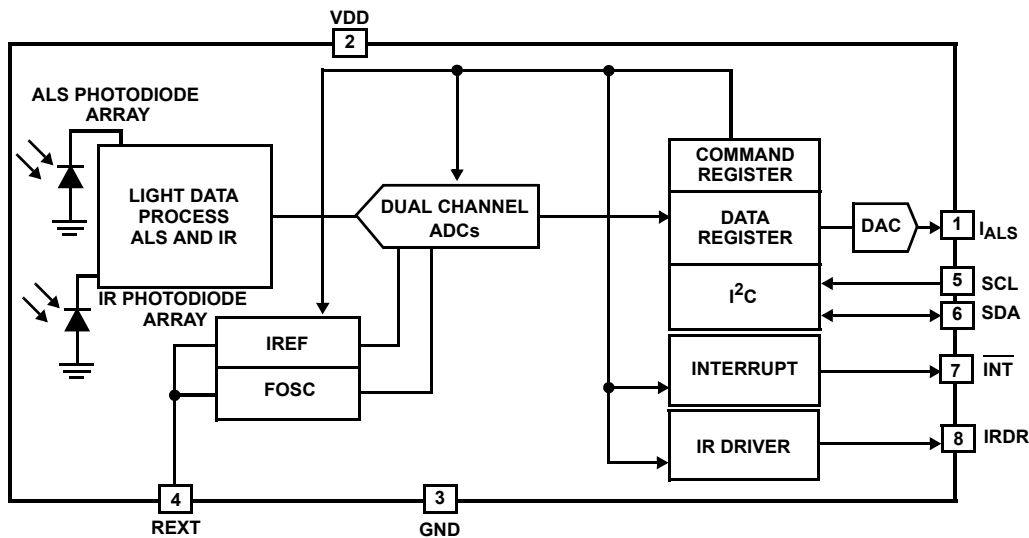 VDD
2
ALS PHOTODIODE
ARRAY
LIGHT DATA
PROCESS
ALS AND IR
IR PHOTODIODE
ARRAY
DUAL CHANNEL
ADCs
IREF
FOSC
COMMAND
REGISTER
DATA
REGISTER
I²C
DAC
1
I_ALS
5
SCL
6
SDA
INTERRUPT
7
I̅N̅T̅
IR DRIVER
8
IRDR
4
REXT
3
GND